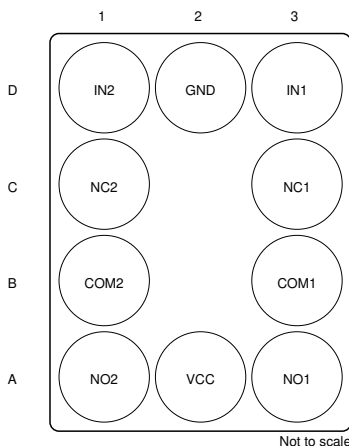 1 2 3
D IN2 GND IN1
C NC2 NC1
B COM2 COM1
A NO2 VCC NO1
Not to scale